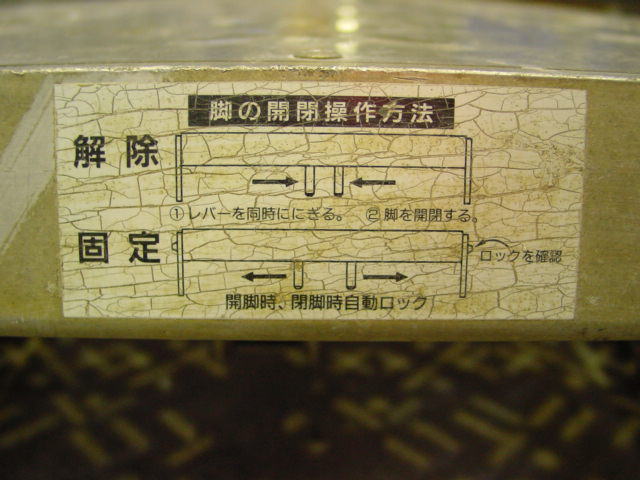 脚の開閉操作方法
解除
①レバーを同時ににぎる。 ②脚を開閉する。
固定
ロックを確認
開脚時、閉脚時自動ロック